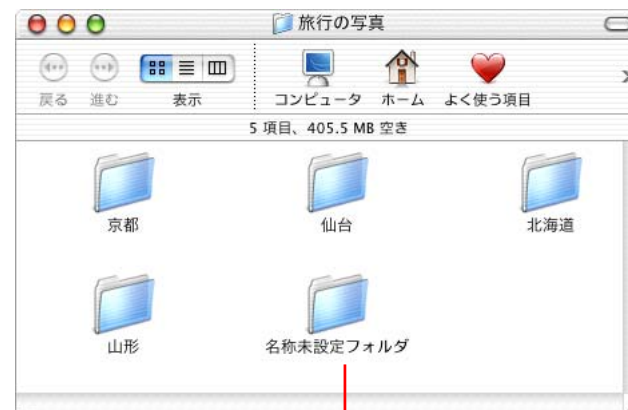 旅行の写真
戻る 進む 表示 コンピュータ ホーム よく使う項目
5 項目、405.5 MB 空き
京都 仙台 北海道
山形 名称未設定フォルダ